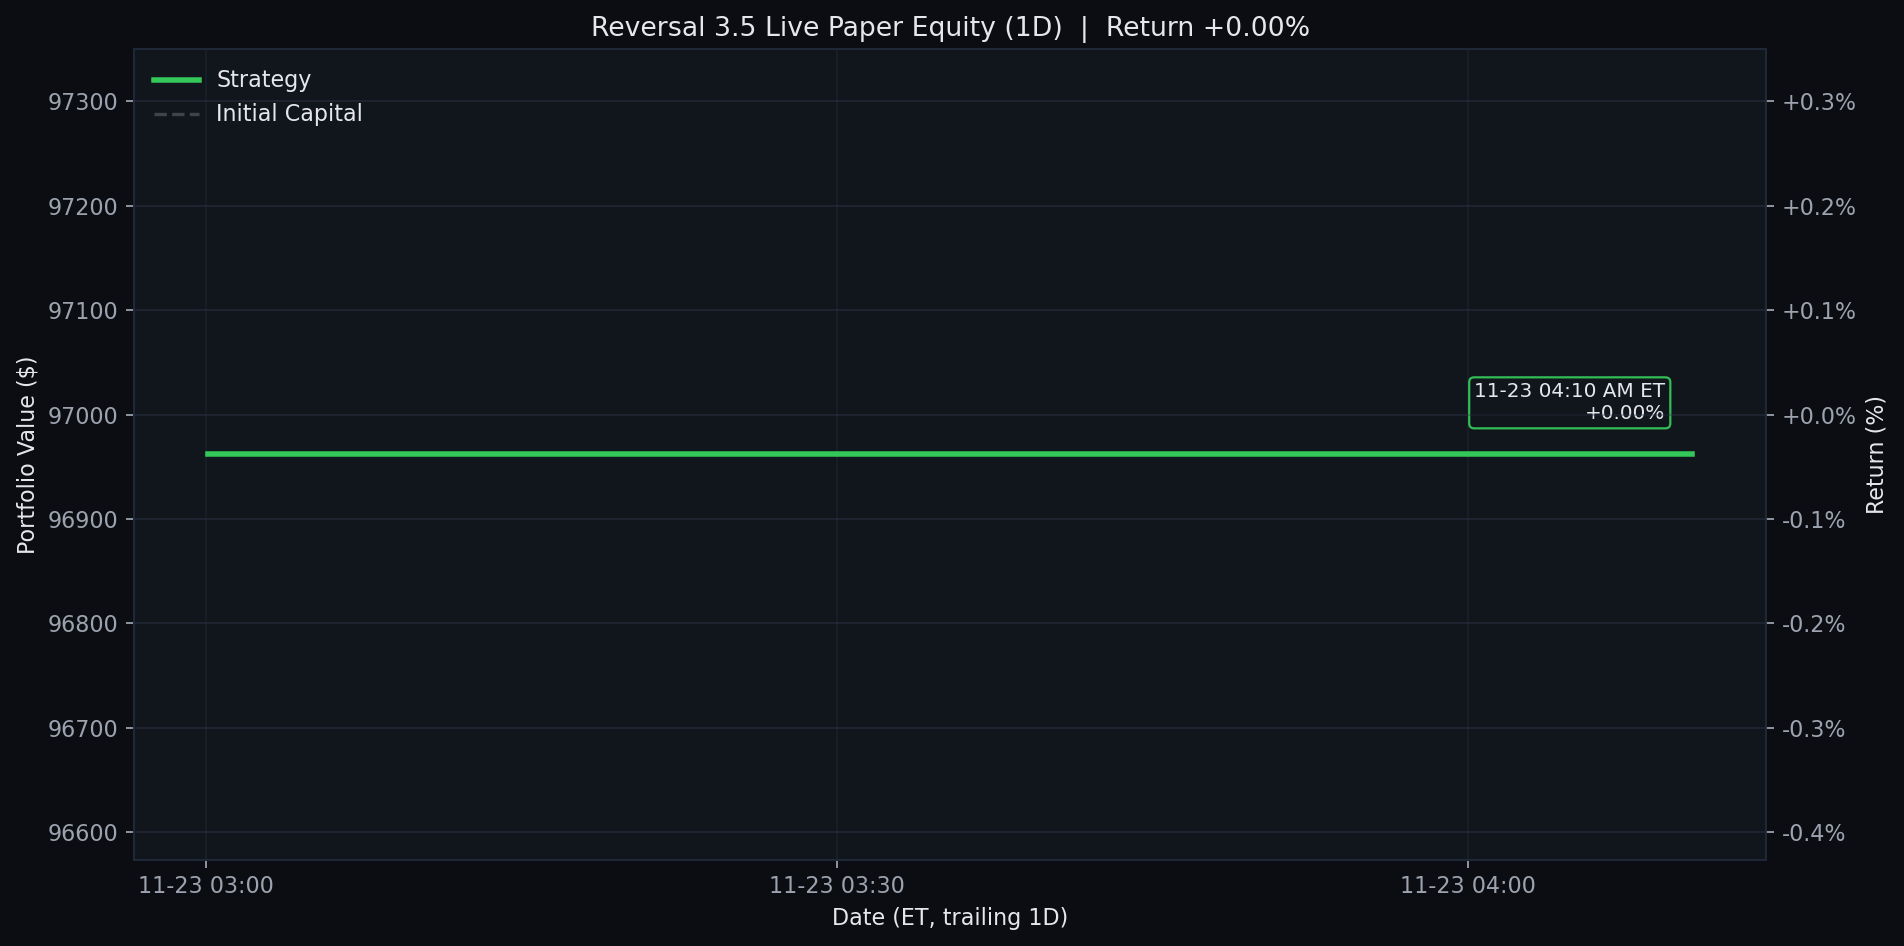 Reversal 3.5 Live Paper Equity (1D) | Return +0.00%
Strategy
Initial Capital
97300
97200
97100
97000
96900
96800
96700
96600
Portfolio Value ($)
11-23 04:10 AM ET
+0.00%
+0.3%
+0.2%
+0.1%
+0.0%
-0.1%
-0.2%
-0.3%
-0.4%
Return (%)
11-23 03:00
11-23 03:30
11-23 04:00
Date (ET, trailing 1D)